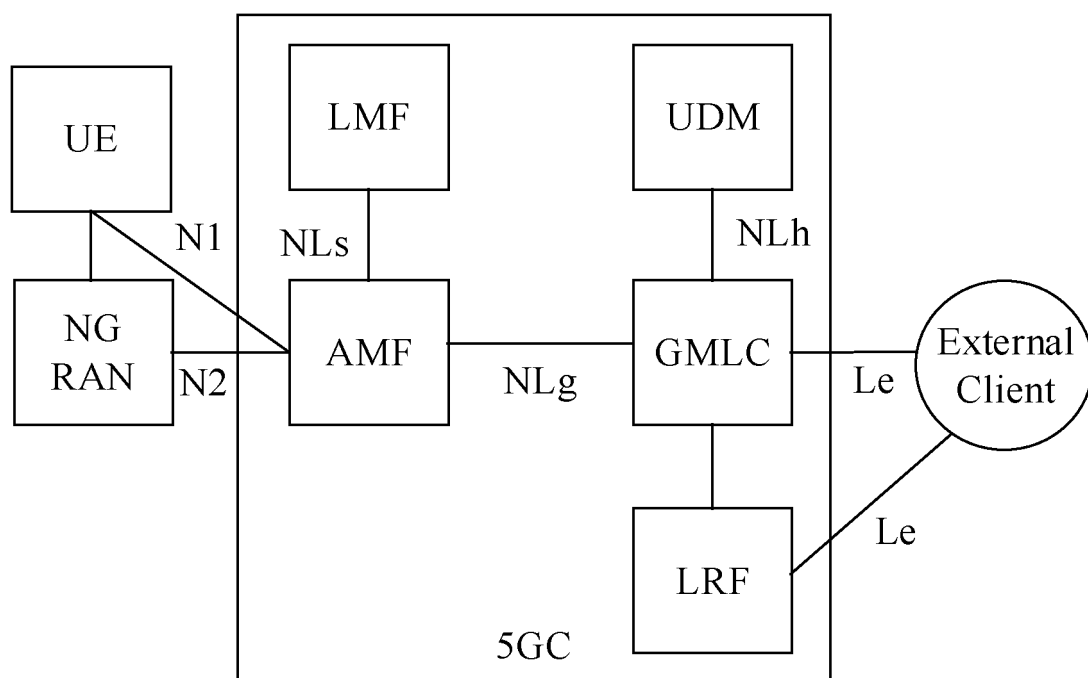 LMF
UDM
UE
N1
NLs
NLh
NG
RAN
N2
AMF
NLg
GMLC
Le
External
Client
Le
LRF
5GC